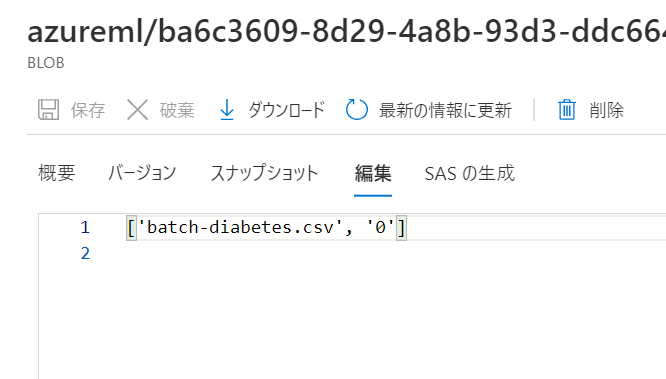 azureml/ba6c3609-8d29-4a8b-93d3-ddc664
BLOB
保存 破棄 ダウンロード 最新の情報に更新 削除
概要 バージョン スナップショット 編集 SAS の生成
1 ['batch-diabetes.csv', '0']
2